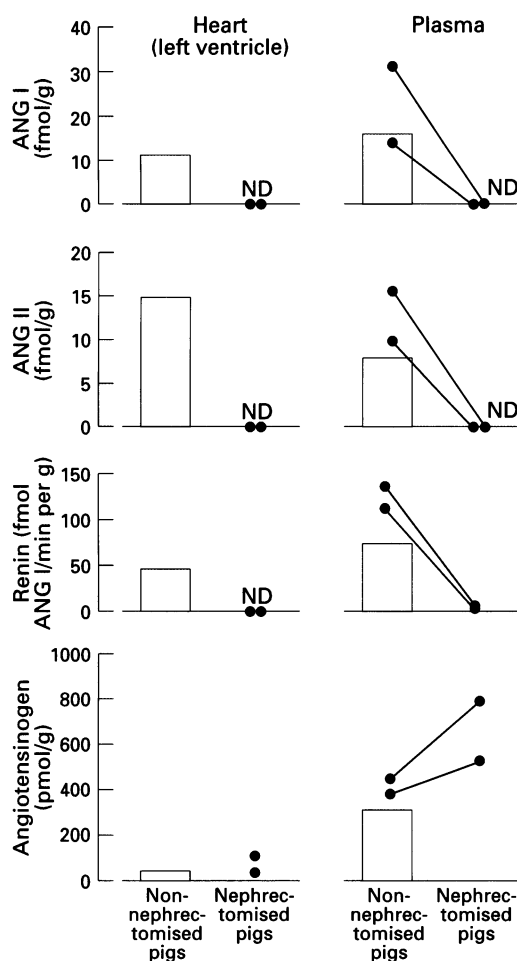 Heart
(left ventricle)
Plasma
ANG I
(fmol/g)
40
30
20
10
0
ND
ND
ANG II
(fmol/g)
20
15
10
5
0
ND
ND
Renin (fmol
ANG I/min per g)
150
100
50
0
ND
Angiotensinogen
(pmol/g)
1000
800
600
400
200
0
Non-
nephrec-
tomised
pigs
Nephrec-
tomised
pigs
Non-
nephrec-
tomised
pigs
Nephrec-
tomised
pigs